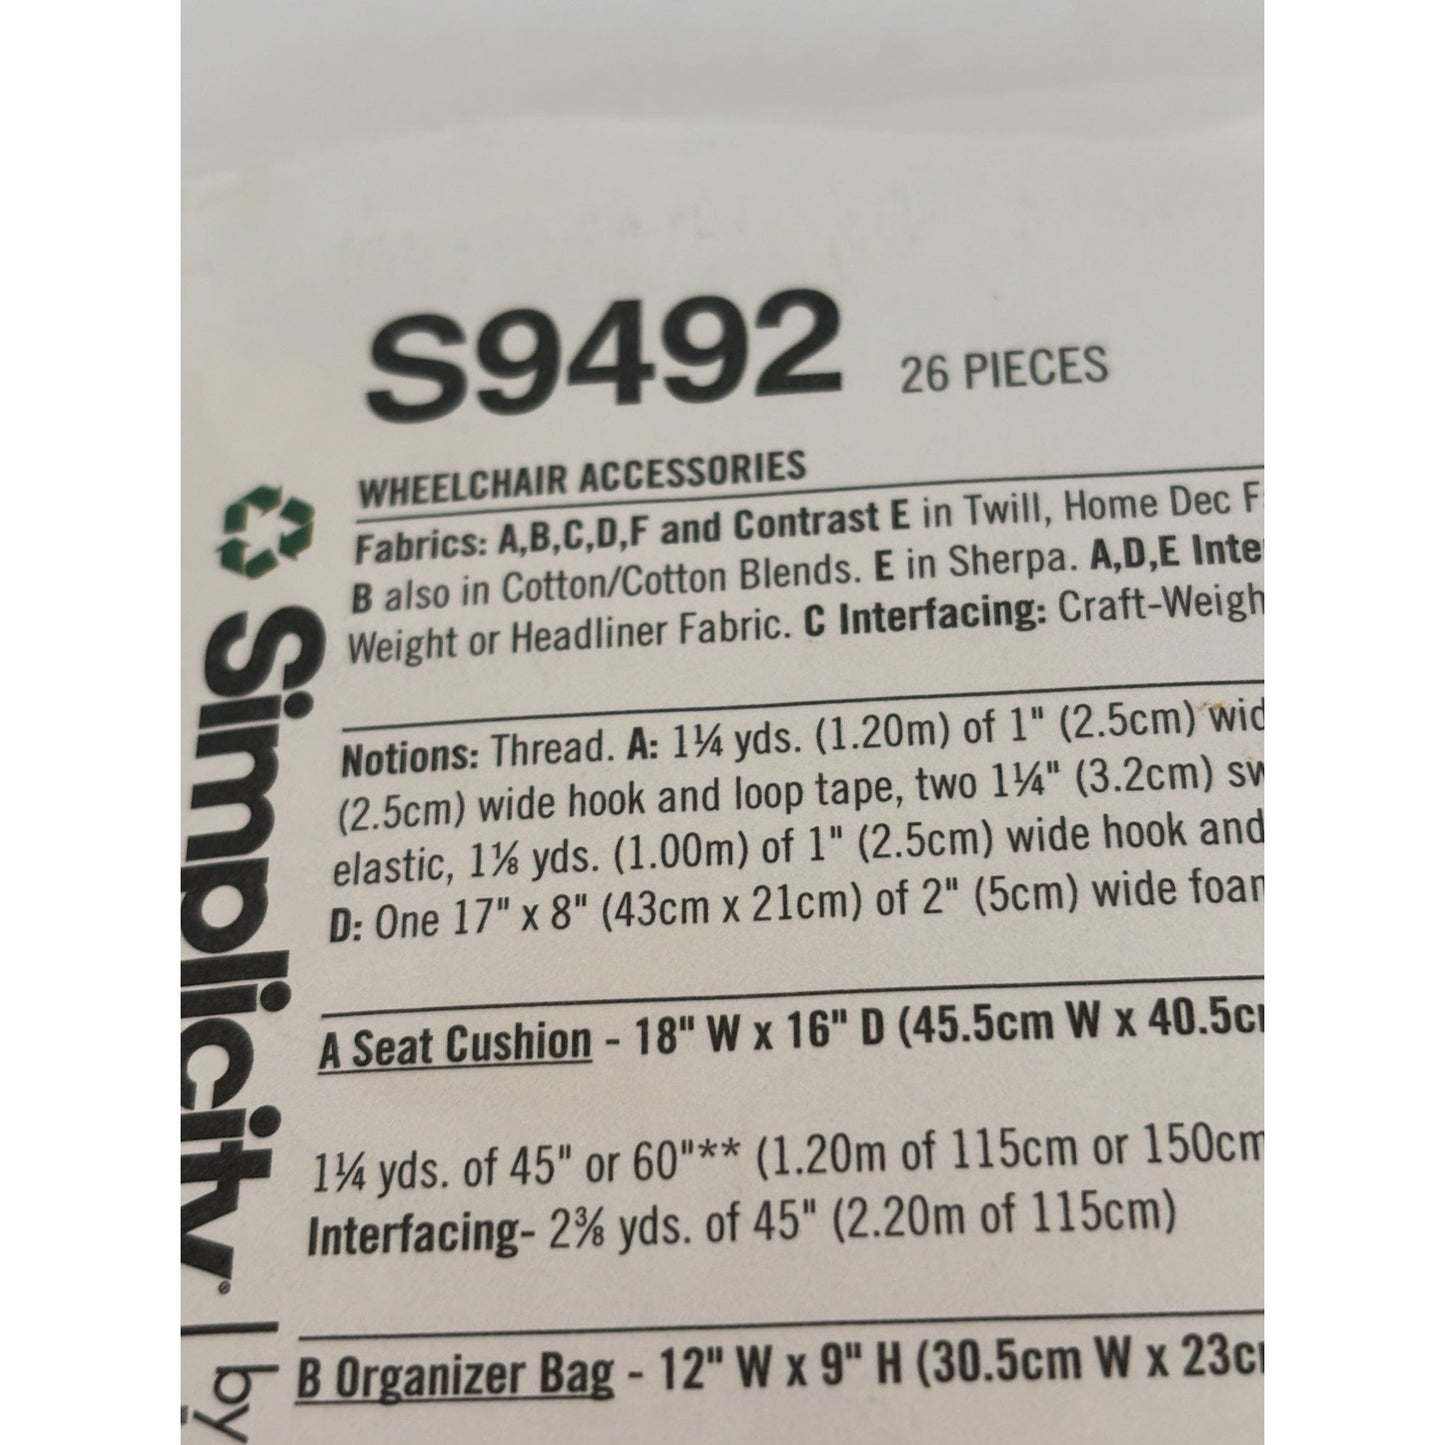 S9492 26 PIECES
WHEELCHAIR ACCESSORIES
Fabrics: A,B,C,D,F and Contrast E in Twill, Home Dec
B also in Cotton/Cotton Blends. E in Sherpa. A,D,E
Weight or Headliner Fabric. C Interfacing:
Notions: Thread. A: 1¼ yds. (1.20m) of 1" (2.5cm)
(2.5cm) wide hook and loop tape, two 1¼" (3.2cm)
elastic, 1⅛ yds. (1.00m) of 1" (2.5cm) wide hook and
D: One 17" x 8" (43cm x 21cm) of 2" (5cm) wide
A Seat Cushion - 18" W x 16" D (45.5cm W x
1¼ yds. of 45" or 60"** (1.20m of 115cm or 150cm
Interfacing- 2⅜ yds. of 45" (2.20m of 115cm)
B Organizer Bag - 12" W x 9" H (30.5cm W x
Simplicity® | by